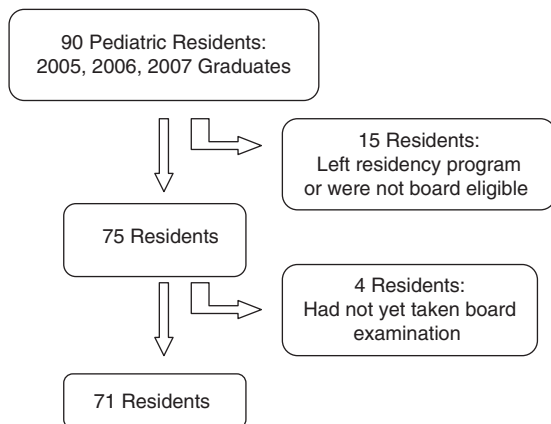 90 Pediatric Residents:
2005, 2006, 2007 Graduates
15 Residents:
Left residency program
or were not board eligible
75 Residents
4 Residents:
Had not yet taken board
examination
71 Residents